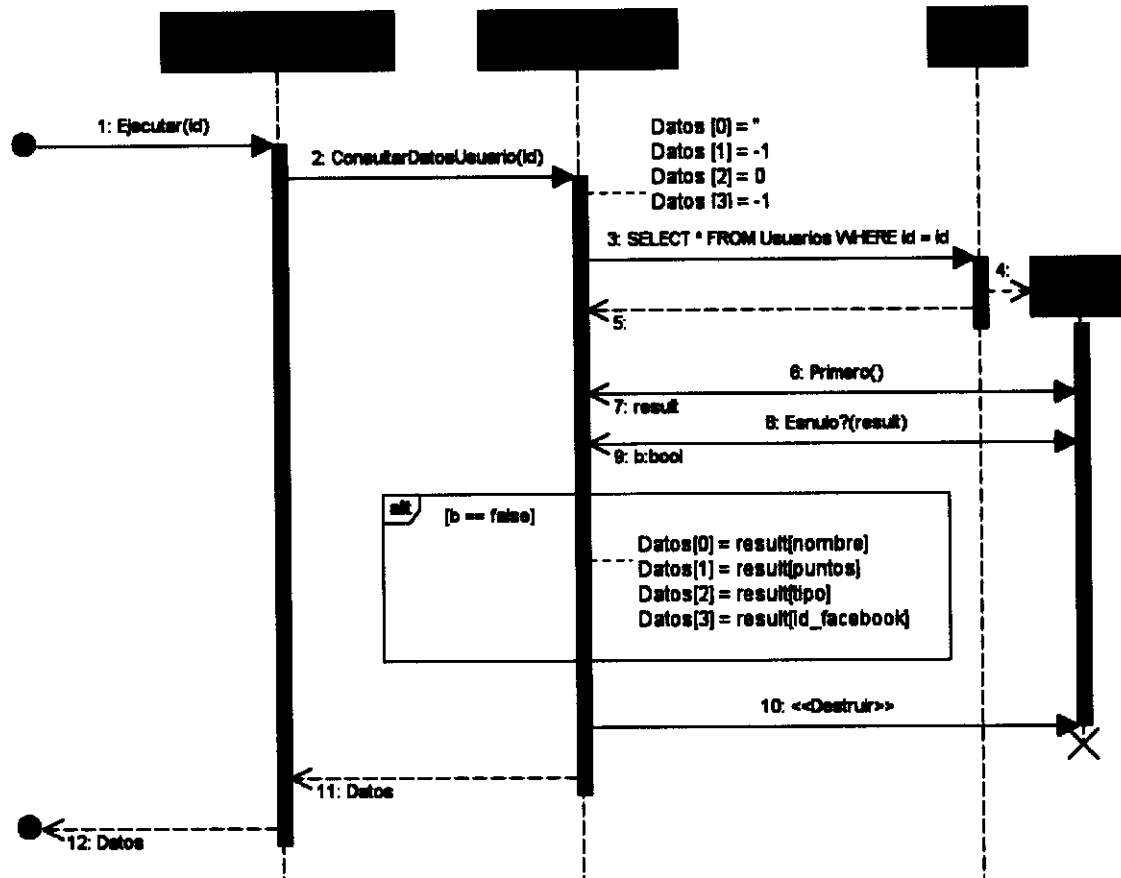 1: Ejecutar(id)
2: ConsultarDatosUsuario(id)
Datos [0] = "
Datos [1] = -1
Datos [2] = 0
Datos [3] = -1
3: SELECT * FROM Usuarios WHERE id = id
4:
5:
6: Primero()
7: result
8: Esnulo?(result)
9: b:bool
alt
[b == false]
Datos[0] = result[nombre]
Datos[1] = result[puntos]
Datos[2] = result[tipo]
Datos[3] = result[id_facebook]
10: <<Destruir>>
11: Datos
12: Datos